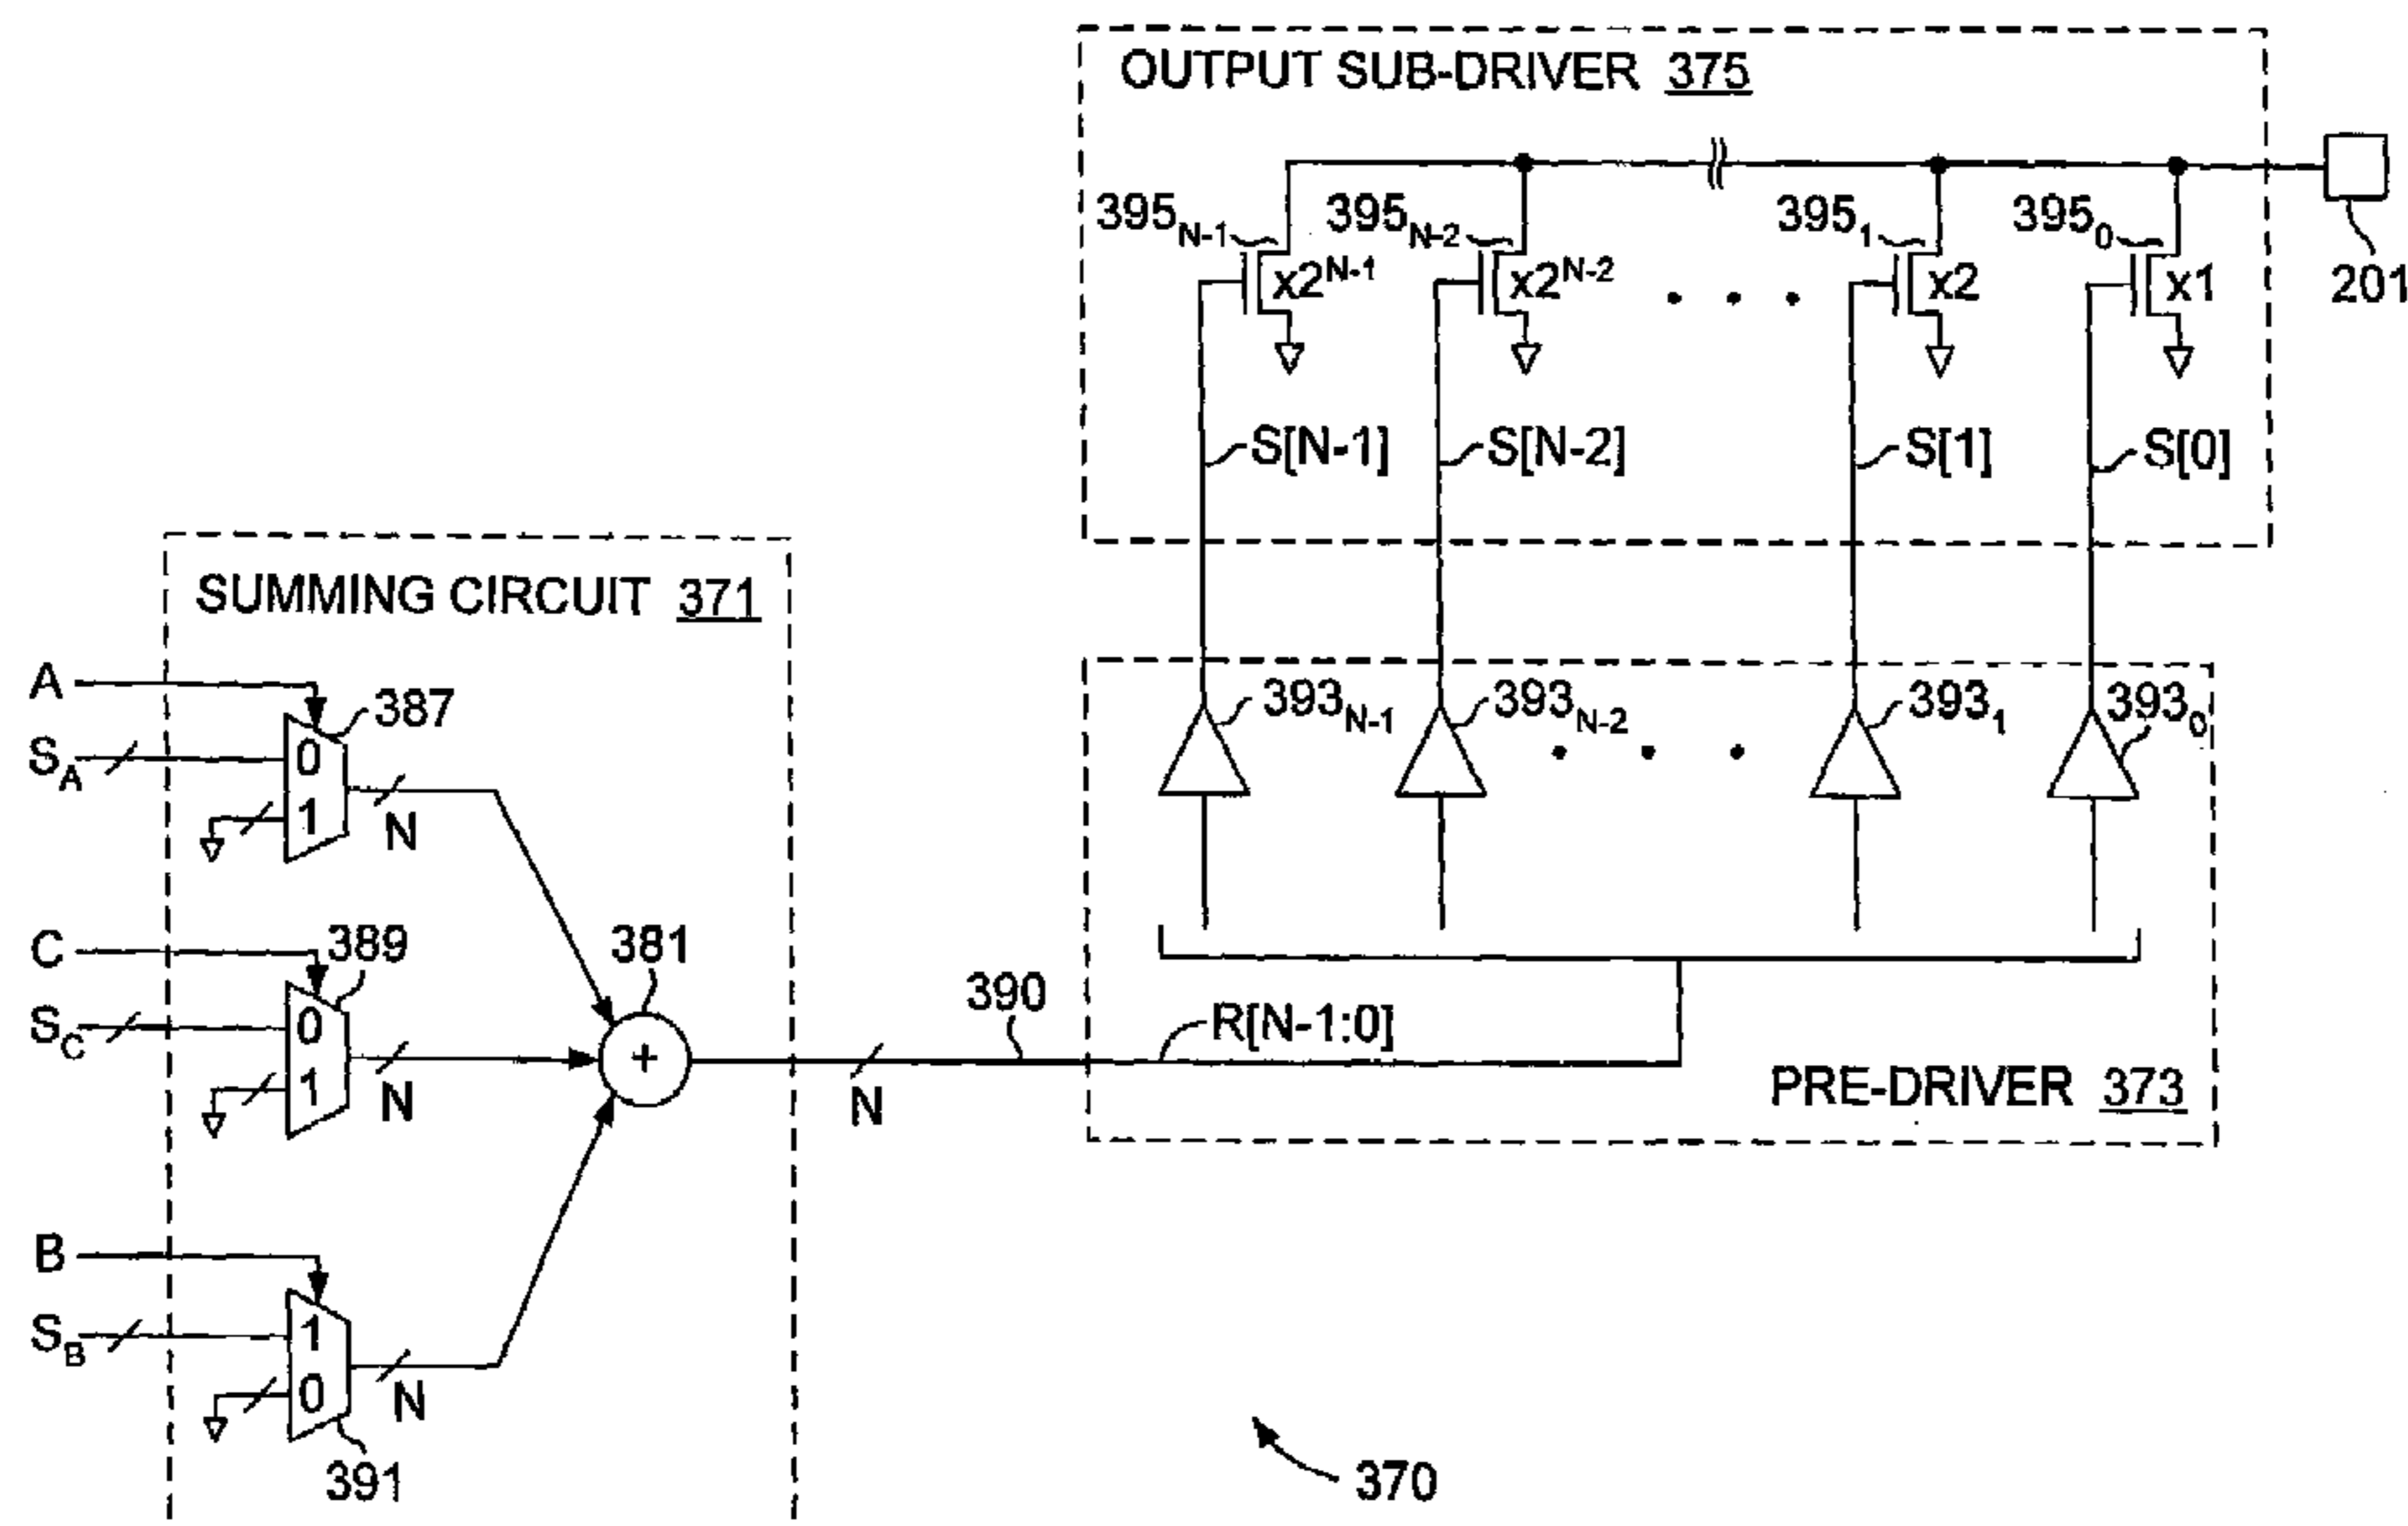 OUTPUT SUB-DRIVER 375
395N-1
395N-2
3951
3950
x2N-1
x2N-2
• • •
x2
x1
201
S[N-1]
S[N-2]
S[1]
S[0]
SUMMING CIRCUIT 371
A
387
SA
0
1
N
C
389
SC
0
1
N
381
+
B
SB
1
0
N
391
390
N
393N-1
393N-2
• • •
3931
3930
R[N-1:0]
PRE-DRIVER 373
370